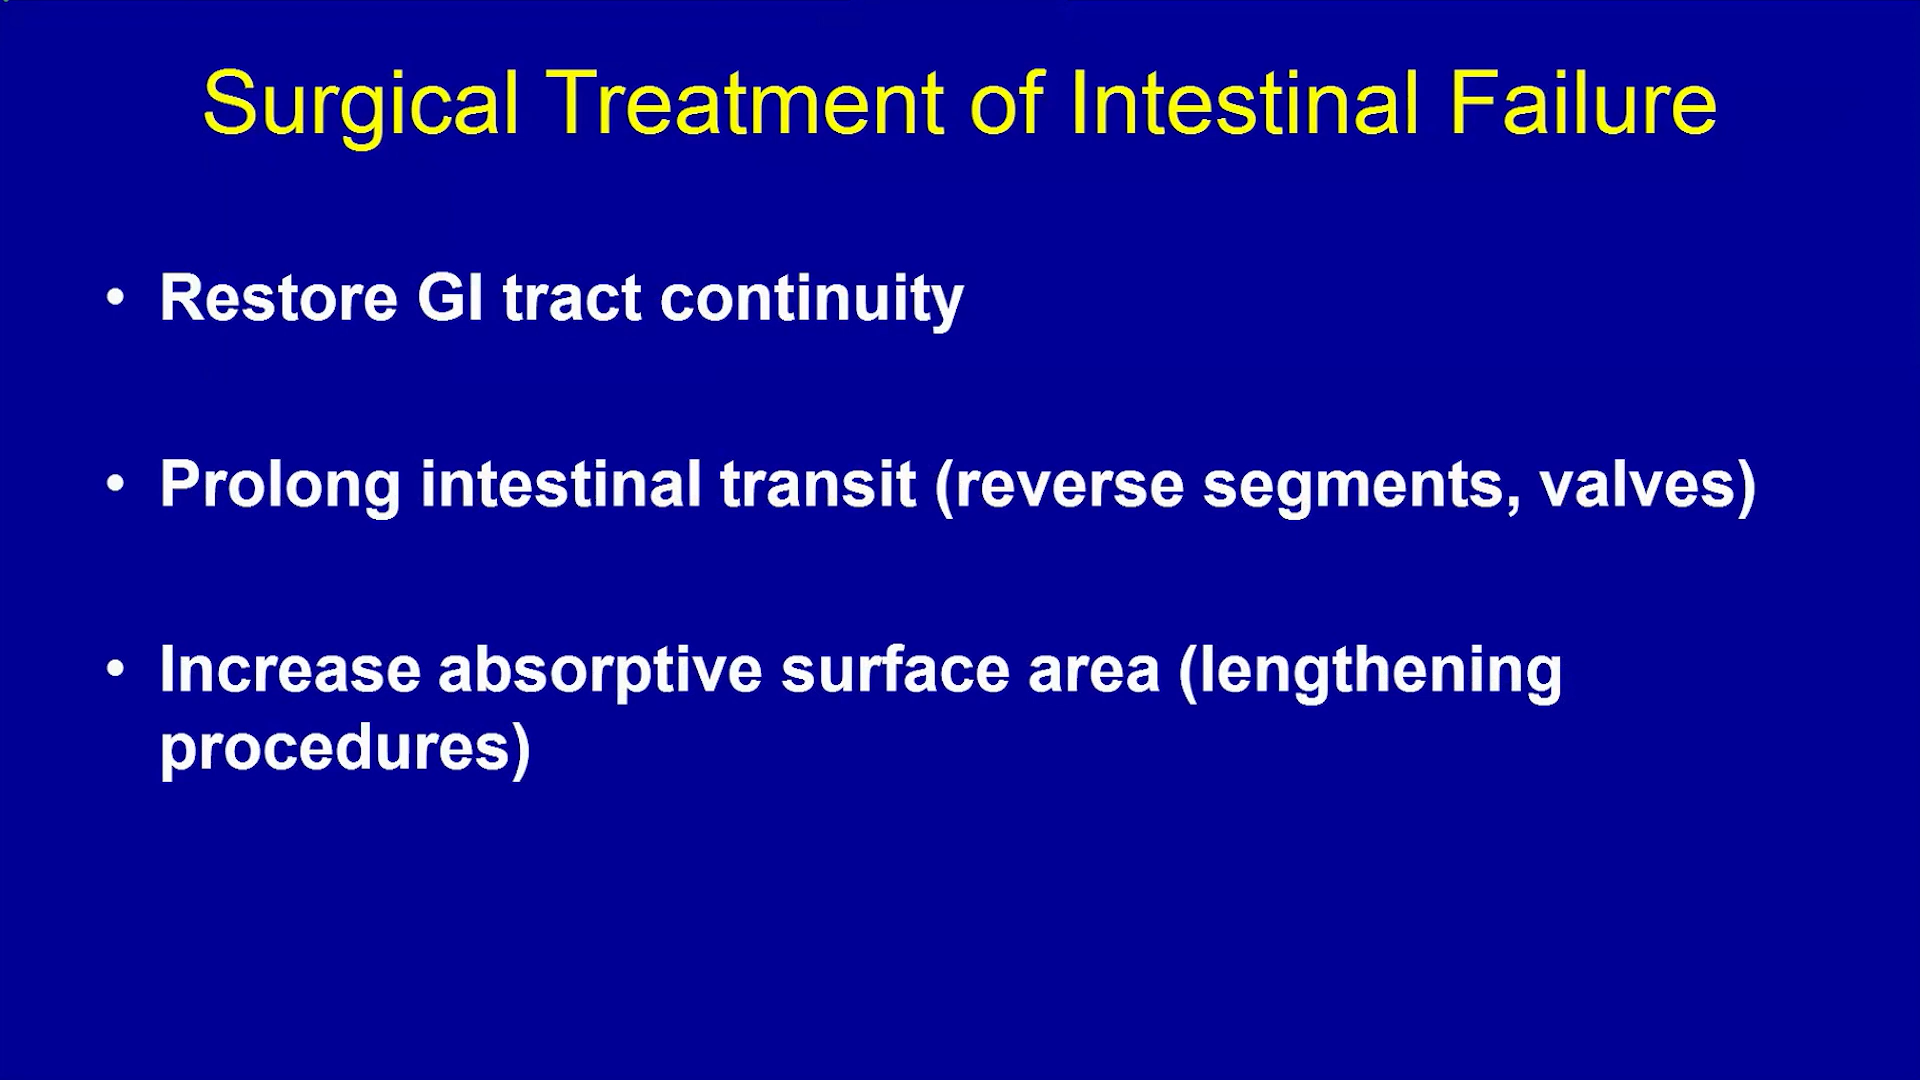 Surgical Treatment of Intestinal Failure
• Restore GI tract continuity
• Prolong intestinal transit (reverse segments, valves)
• Increase absorptive surface area (lengthening
procedures)